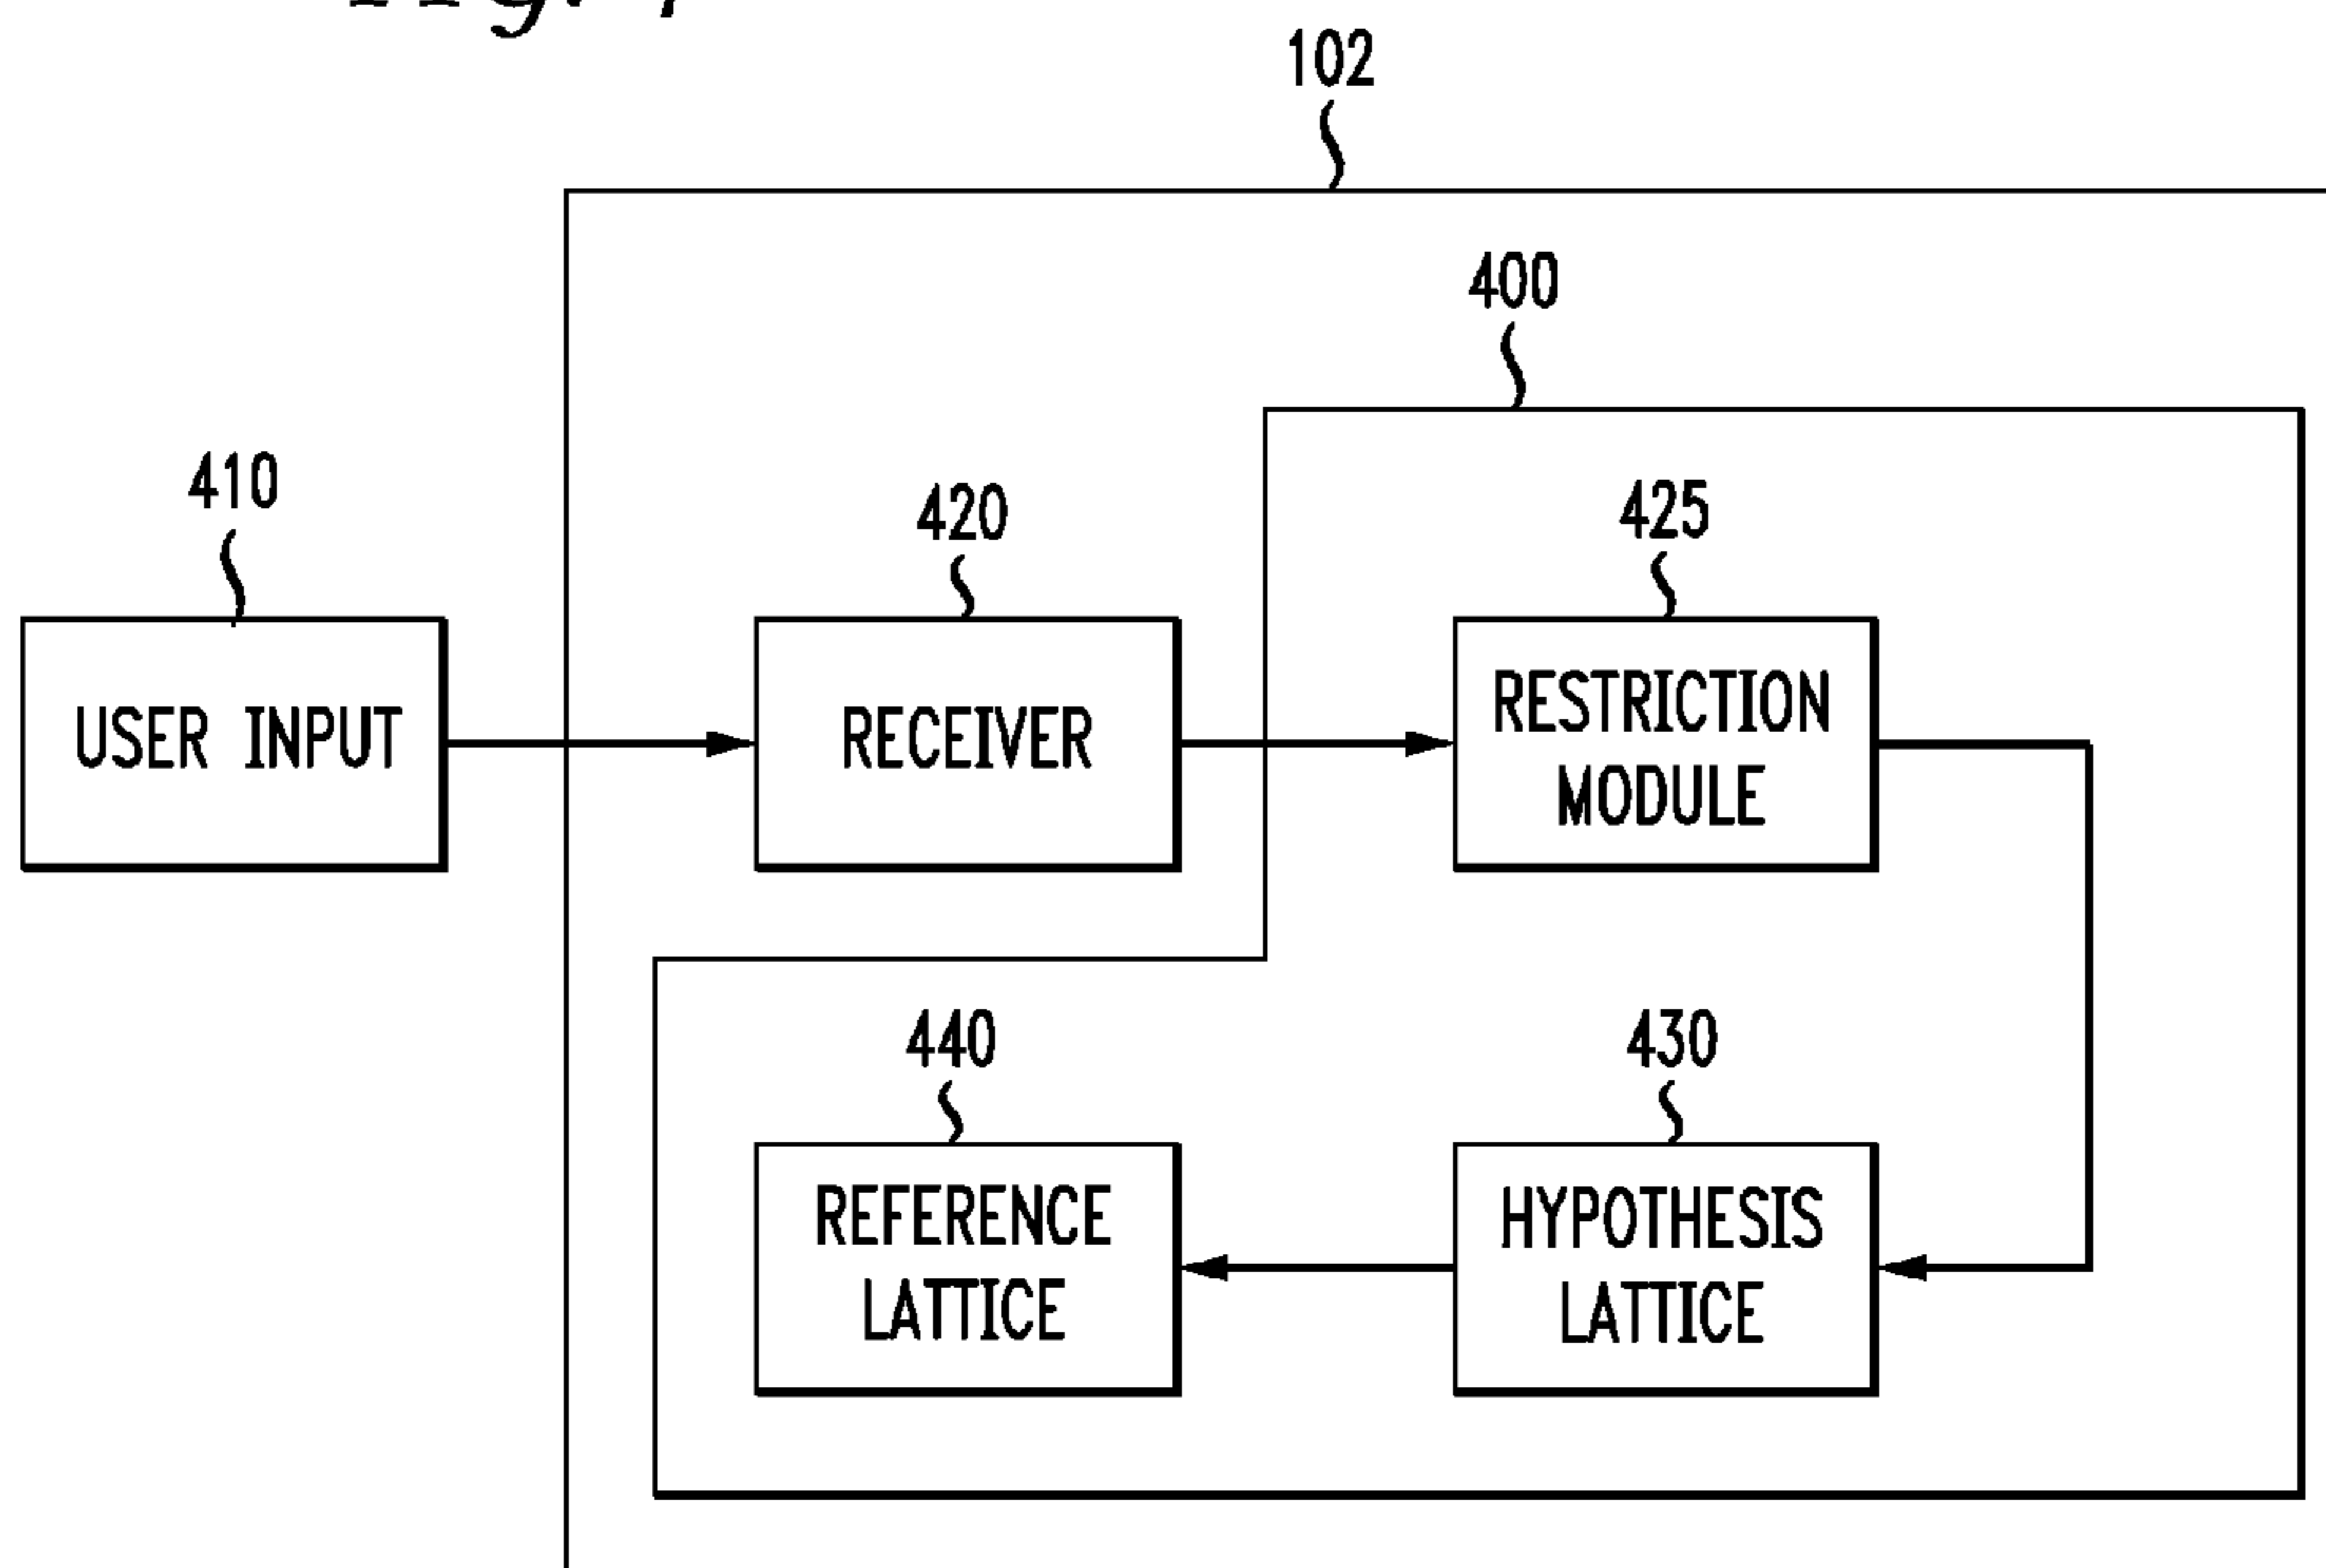 102
400
410
420
425
USER INPUT
RECEIVER
RESTRICTION
MODULE
440
430
REFERENCE
LATTICE
HYPOTHESIS
LATTICE